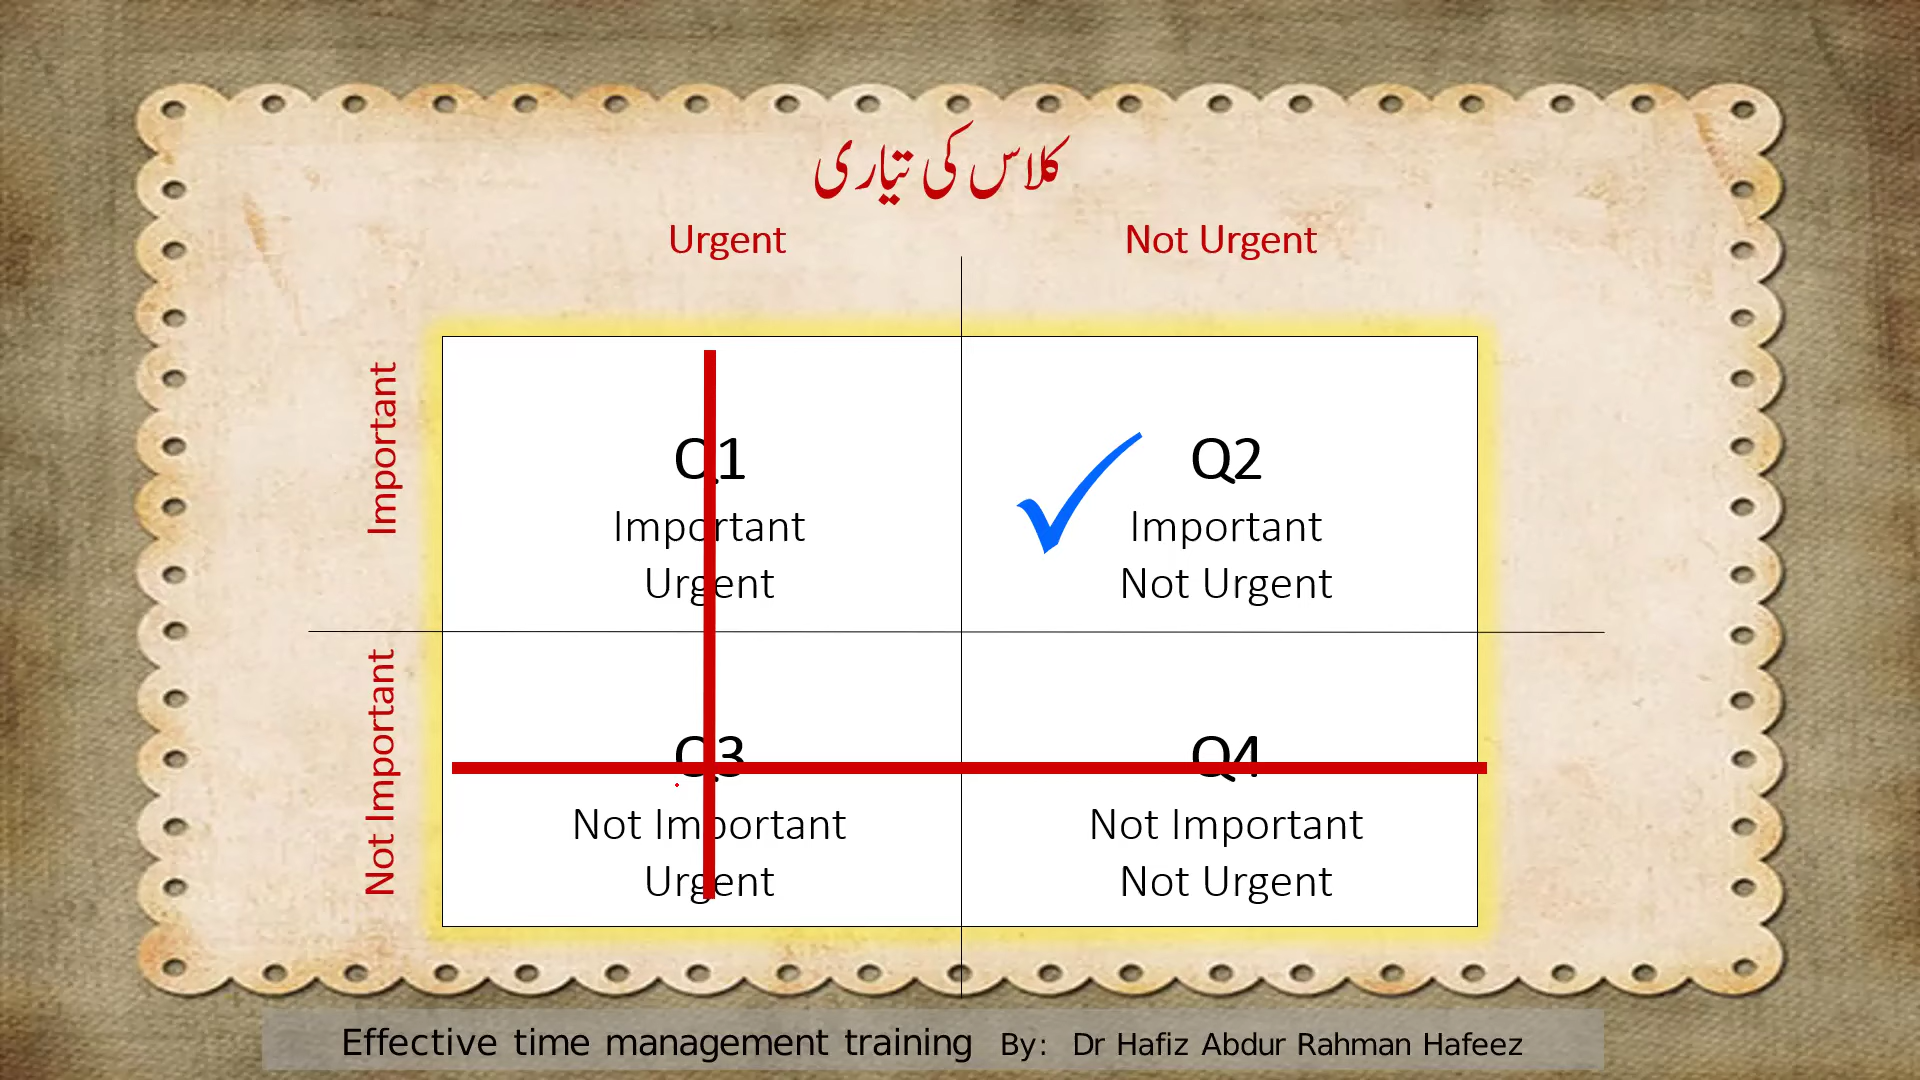 کلاس کی تیاری
Urgent
Not Urgent
Important
Q1
Important
Urgent
Q2
Important
Not Urgent
Not Important
Q3
Not Important
Urgent
Q4
Not Important
Not Urgent
Effective time management training By: Dr Hafiz Abdur Rahman Hafeez